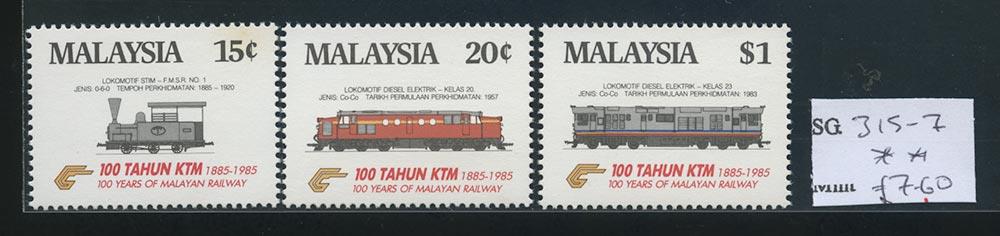 MALAYSIA 15¢
LOKOMOTIF STIM – F.M.S.R. NO. 1
JENIS: 0-6-0 TEMPOH PERKHIDMATAN: 1885 – 1920
100 TAHUN KTM 1885-1985
100 YEARS OF MALAYAN RAILWAY
MALAYSIA 20¢
LOKOMOTIF DIESEL ELEKTRIK – KELAS 20.
JENIS: Co-Co TARIKH PERMULAAN PERKHIDMATAN: 1957
100 TAHUN KTM 1885-1985
100 YEARS OF MALAYAN RAILWAY
MALAYSIA $1
LOKOMOTIF DIESEL ELEKTRIK – KELAS 23
JENIS: Co-Co TARIKH PERMULAAN PERKHIDMATAN: 1983
100 TAHUN KTM 1885-1985
100 YEARS OF MALAYAN RAILWAY
SG 315-7
* *
£7.60